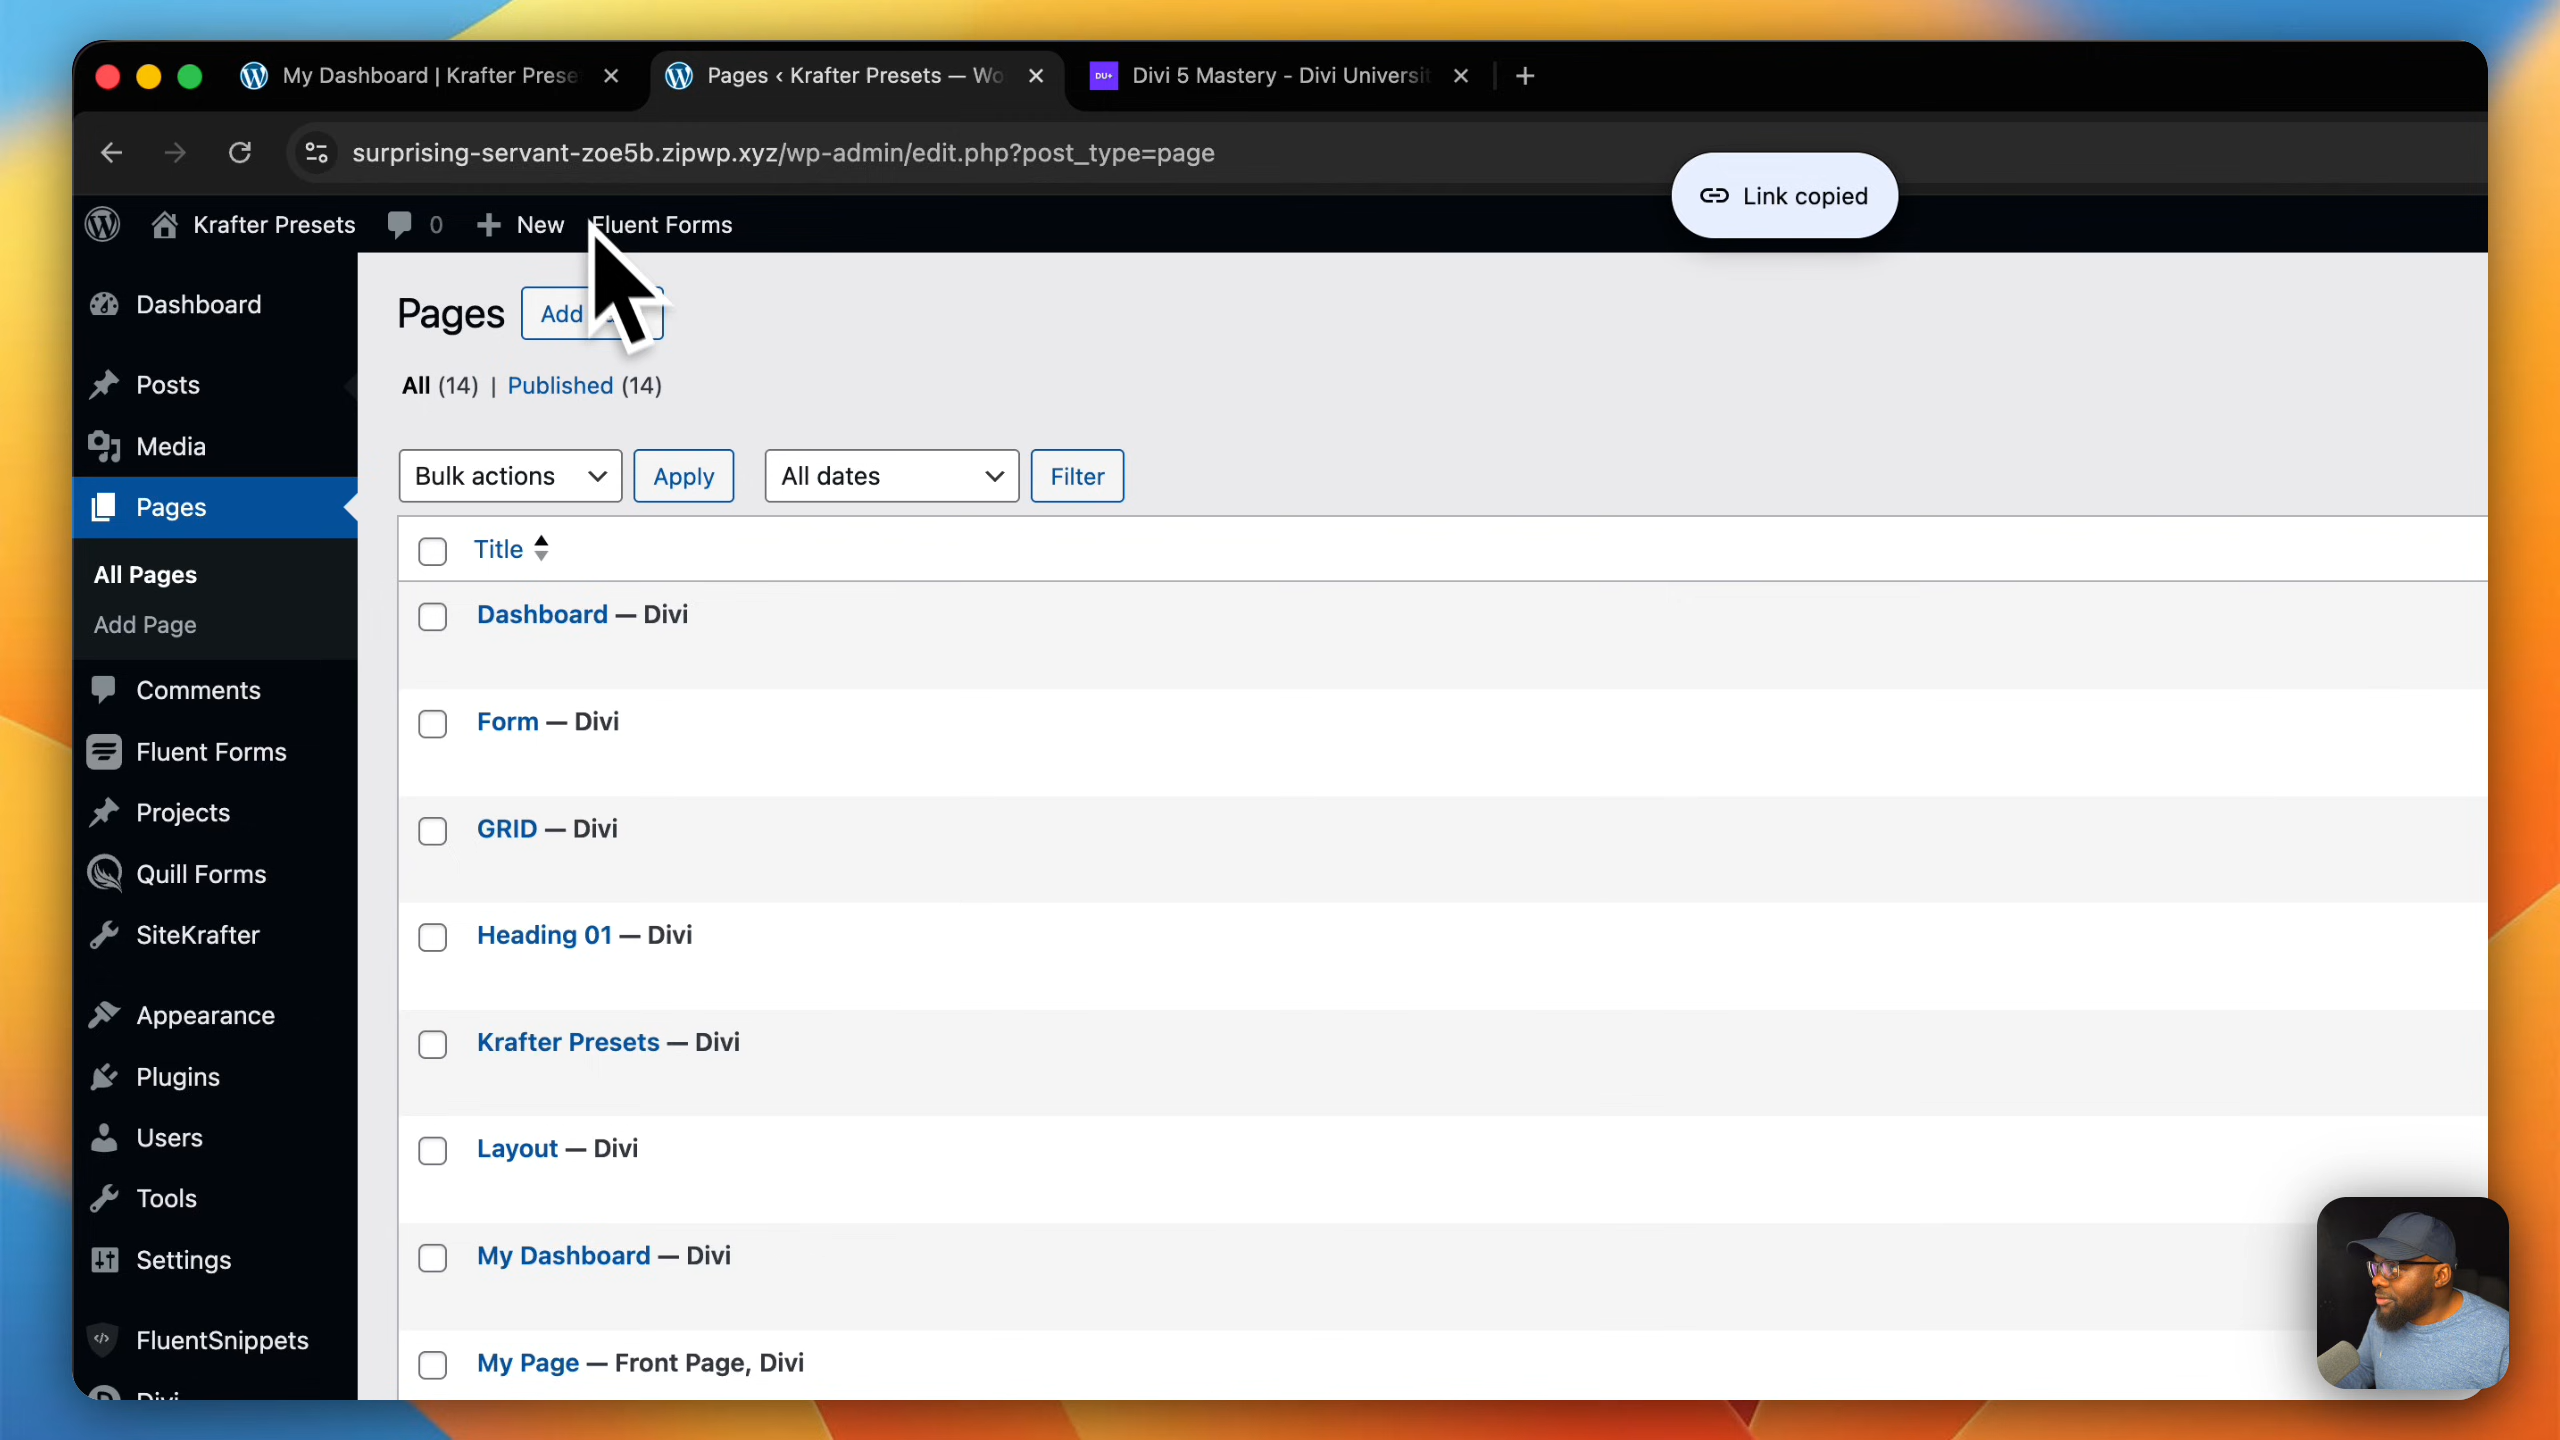 My Dashboard | Krafter Prese
Pages ‹ Krafter Presets — Wo
DU+
Divi 5 Mastery - Divi Universit
surprising-servant-zoe5b.zipwp.xyz/wp-admin/edit.php?post_type=page
Link copied
Krafter Presets
0
New
Fluent Forms
Dashboard
Posts
Media
Pages
All Pages
Add Page
Comments
Fluent Forms
Projects
Quill Forms
SiteKrafter
Appearance
Plugins
Users
Tools
Settings
FluentSnippets
Divi
Pages
Add
All (14) | Published (14)
Bulk actions
Apply
All dates
Filter
Title
Dashboard — Divi
Form — Divi
GRID — Divi
Heading 01 — Divi
Krafter Presets — Divi
Layout — Divi
My Dashboard — Divi
My Page — Front Page, Divi